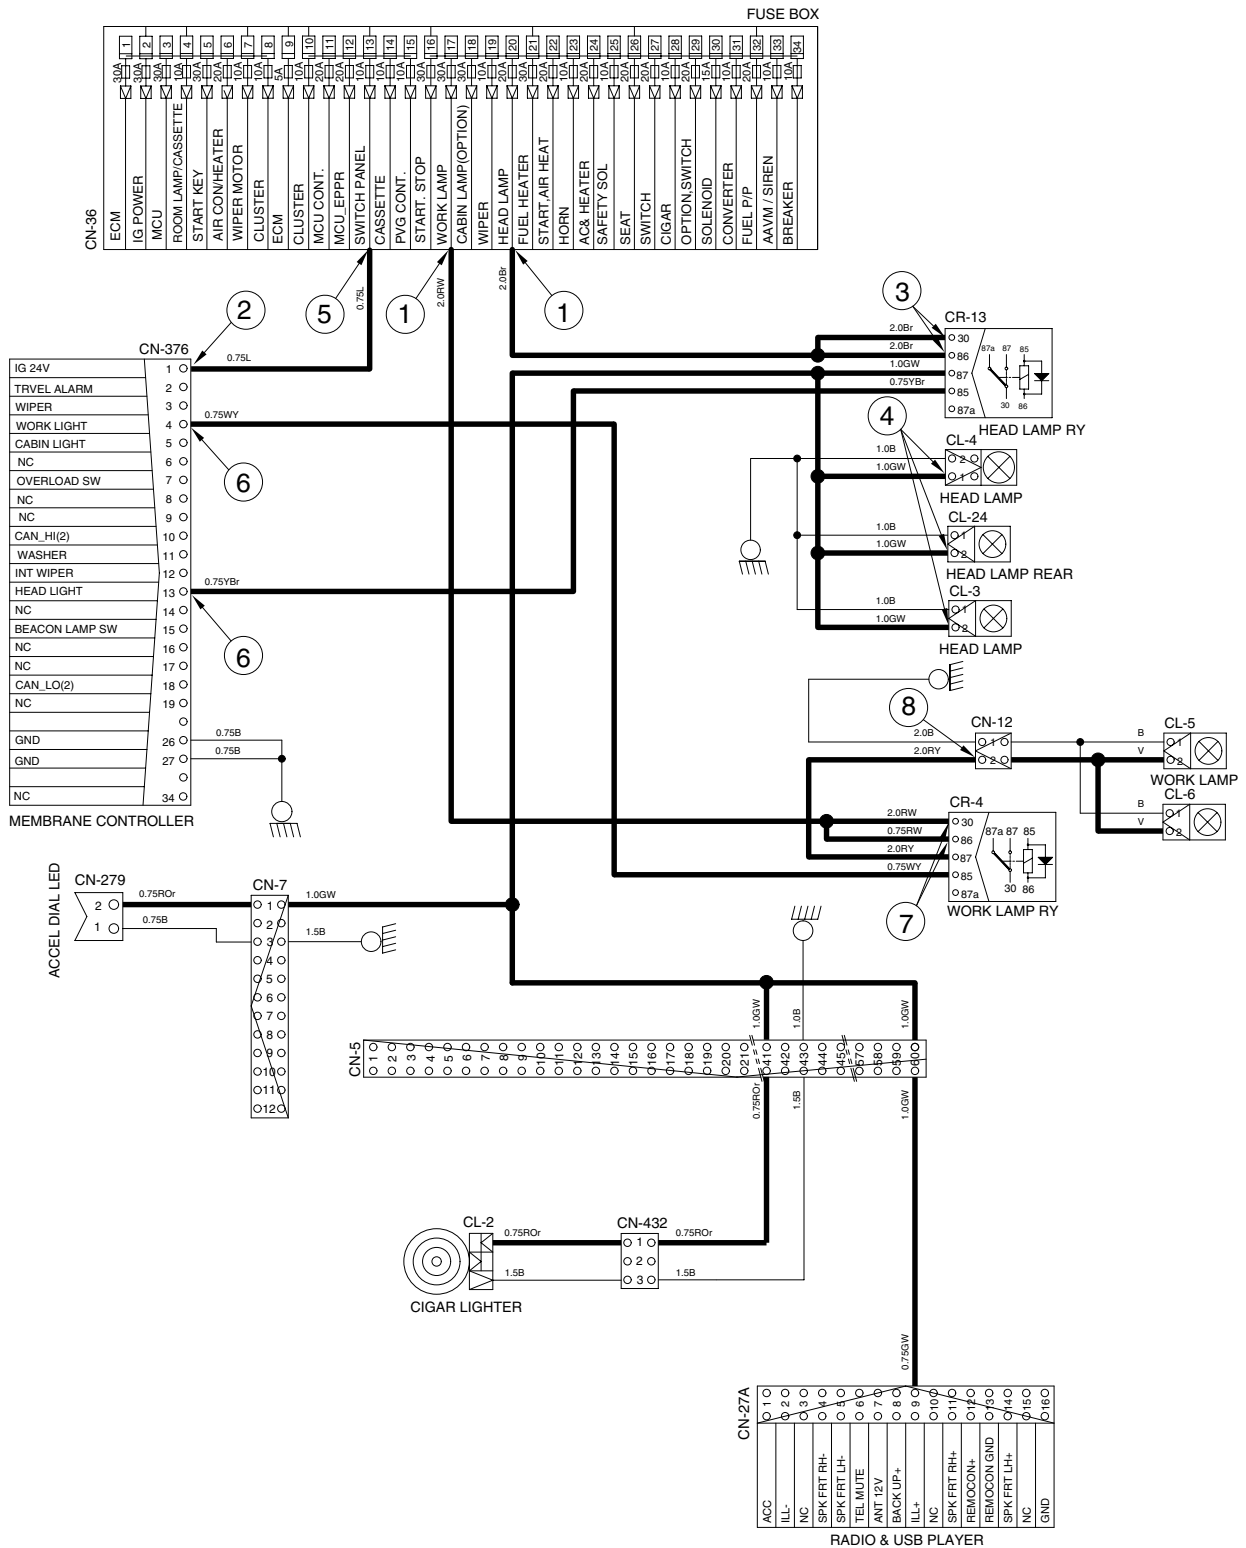 FUSE BOX
1 2 3 4 5 6 7 8 9 10 11 12 13 14 15 16 17 18 19 20 21 22 23 24 25 26 27 28 29 30 31 32 33 34
30A 30A 30A 10A 30A 20A 10A 10A 5A 10A 20A 20A 10A 10A 10A 30A 30A 30A 10A 20A 30A 10A 10A 10A 10A 20A 20A 10A 20A 15A 10A 20A 10A 10A
CN-36
ECM
IG POWER
MCU
ROOM LAMP/CASSETTE
START KEY
AIR CON/HEATER
WIPER MOTOR
CLUSTER
ECM
CLUSTER
MCU CONT.
MCU_EPPR
SWITCH PANEL
CASSETTE
PVG CONT.
START. STOP
WORK LAMP
CABIN LAMP(OPTION)
WIPER
HEAD LAMP
FUEL HEATER
START,AIR HEAT
HORN
AC& HEATER
SAFETY SOL
SEAT
SWITCH
CIGAR
OPTION,SWITCH
SOLENOID
CONVERTER
FUEL P/P
AAVM / SIREN
BREAKER
0.75L
2.0RW
2.0Br
2
5
1
1
3
CN-376
0.75L
IG 24V 1
TRVEL ALARM 2
WIPER 3
WORK LIGHT 4
CABIN LIGHT 5
NC 6
OVERLOAD SW 7
NC 8
NC 9
CAN_HI(2) 10
WASHER 11
INT WIPER 12
HEAD LIGHT 13
NC 14
BEACON LAMP SW 15
NC 16
NC 17
CAN_LO(2) 18
NC 19
GND 26
GND 27
NC 34
MEMBRANE CONTROLLER
0.75WY
6
0.75YBr
6
0.75B
0.75B
CR-13
2.0Br 30
2.0Br 86
1.0GW 87
0.75YBr 85
87a
87a 87 85
30 86
HEAD LAMP RY
4
CL-4
1.0B 2
1.0GW 1
HEAD LAMP
CL-24
1.0B 1
1.0GW 2
HEAD LAMP REAR
CL-3
1.0B 1
1.0GW 2
HEAD LAMP
8
CN-12
2.0B 1
2.0RY 2
CL-5
B 1
V 2
WORK LAMP
CL-6
B 1
V 2
CR-4
2.0RW 30
0.75RW 86
2.0RY 87
0.75WY 85
87a
87a 87 85
30 86
WORK LAMP RY
7
ACCEL DIAL LED
CN-279
2 0.75ROr
1 0.75B
CN-7
1 1.0GW
2
3 1.5B
4
5
6
7
8
9
10
11
12
1.0GW
1.0B
1.0GW
CN-5
1 2 3 4 5 6 7 8 9 10 11 12 13 14 15 16 17 18 19 20 21 41 42 43 44 45 57 58 59 60
0.75ROr
1.5B
1.0GW
CL-2
0.75ROr
1.5B
CIGAR LIGHTER
CN-432
1 0.75ROr
2
3 1.5B
0.75GW
CN-27A
1 2 3 4 5 6 7 8 9 10 11 12 13 14 15 16
ACC
ILL-
NC
SPK FRT RH-
SPK FRT LH-
TEL MUTE
ANT 12V
BACK UP+
ILL+
NC
SPK FRT RH+
REMOCON+
REMOCON GND
SPK FRT LH+
NC
GND
RADIO & USB PLAYER